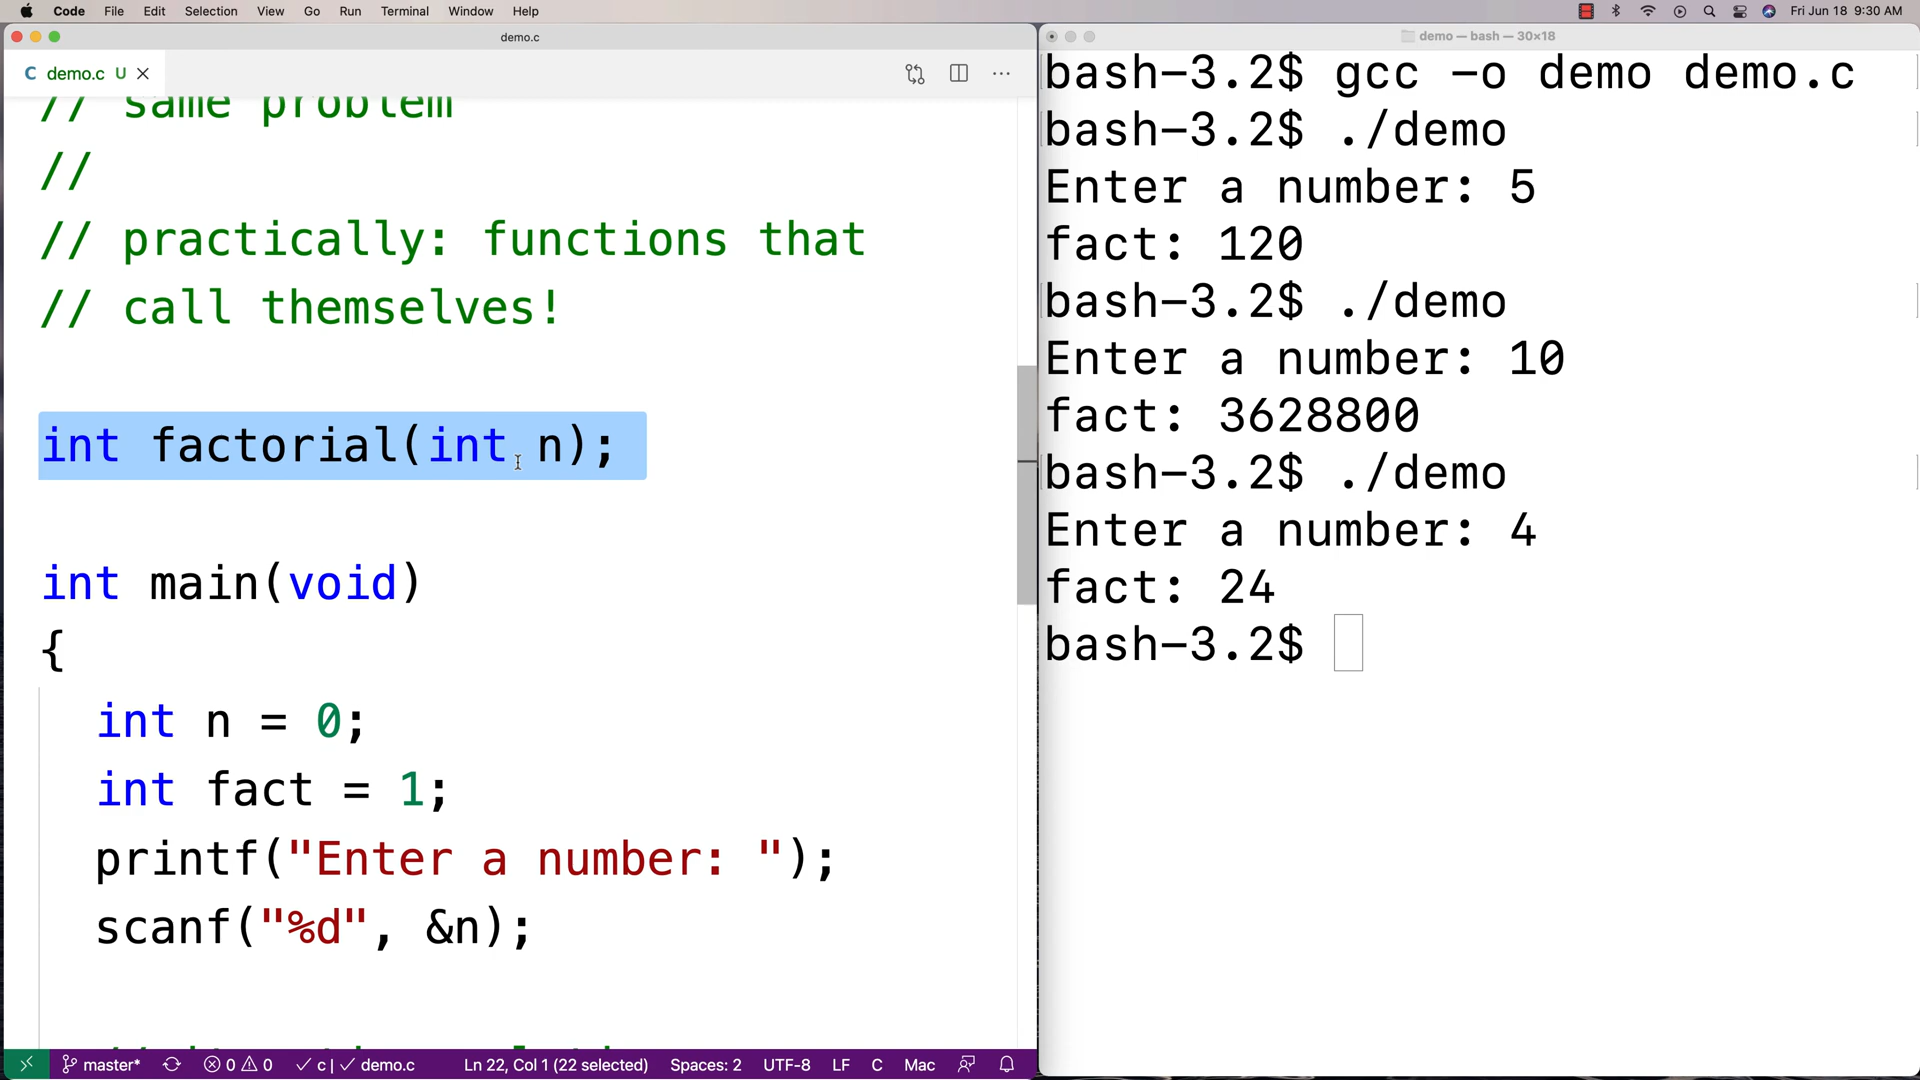 Code File Edit Selection View Go Run Terminal Window Help Fri Jun 18 9:30 AM
demo.c
C demo.c U
// same problem
//
// practically: functions that
// call themselves!
int factorial(int n);
int main(void)
{
int n = 0;
int fact = 1;
printf("Enter a number: ");
scanf("%d", &n);
master* 0 0 c | demo.c Ln 22, Col 1 (22 selected) Spaces: 2 UTF-8 LF C Mac
demo — bash — 30×18
bash-3.2$ gcc -o demo demo.c
bash-3.2$ ./demo
Enter a number: 5
fact: 120
bash-3.2$ ./demo
Enter a number: 10
fact: 3628800
bash-3.2$ ./demo
Enter a number: 4
fact: 24
bash-3.2$